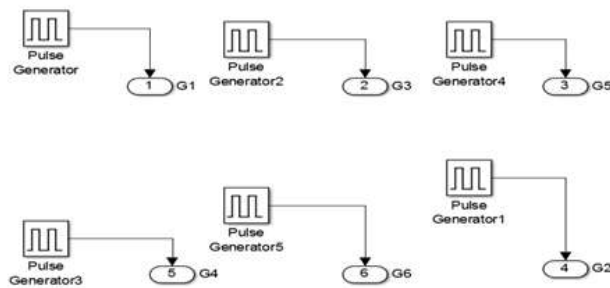 Pulse
Generator
1
G1
Pulse
Generator2
2
G3
Pulse
Generator4
3
G5
Pulse
Generator3
5
G4
Pulse
Generator5
6
G6
Pulse
Generator1
4
G2